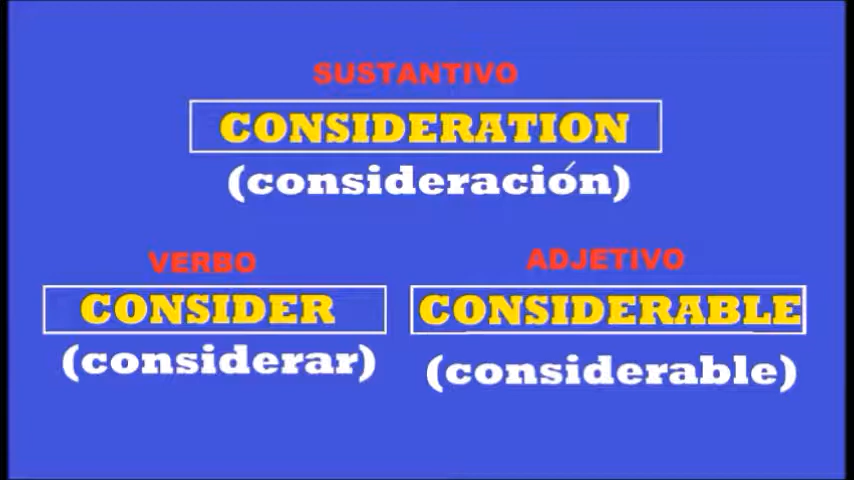 SUSTANTIVO
CONSIDERATION
(consideración)
VERBO
CONSIDER
(considerar)
ADJETIVO
CONSIDERABLE
(considerable)